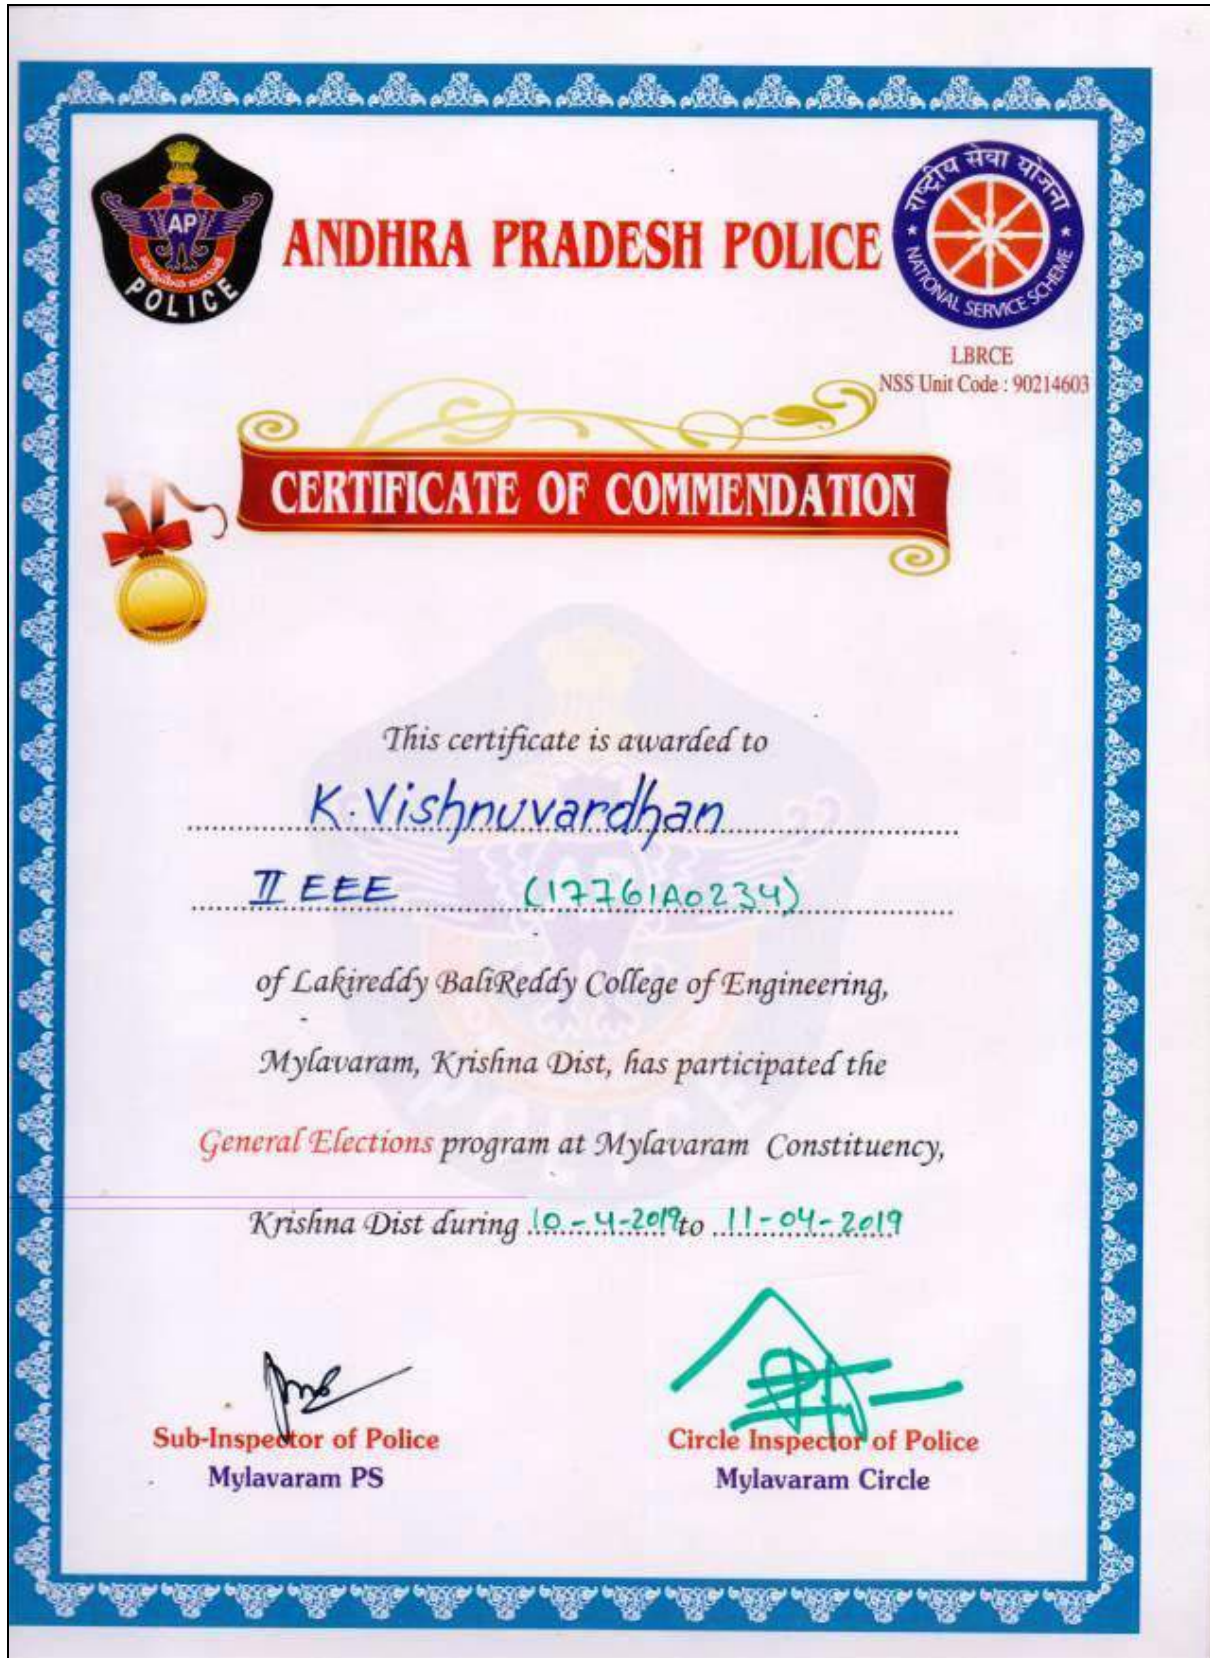 AP
POLICE
ANDHRA PRADESH POLICE
राष्ट्रीय सेवा योजना
NATIONAL SERVICE SCHEME
LBRCE
NSS Unit Code : 90214603
CERTIFICATE OF COMMENDATION
This certificate is awarded to
K. Vishnuvardhan
II EEE (17761A0234)
of Lakireddy BaliReddy College of Engineering,
Mylavaram, Krishna Dist, has participated the
General Elections program at Mylavaram Constituency,
Krishna Dist during 10-4-2019 to 11-04-2019
Sub-Inspector of Police
Mylavaram PS
Circle Inspector of Police
Mylavaram Circle